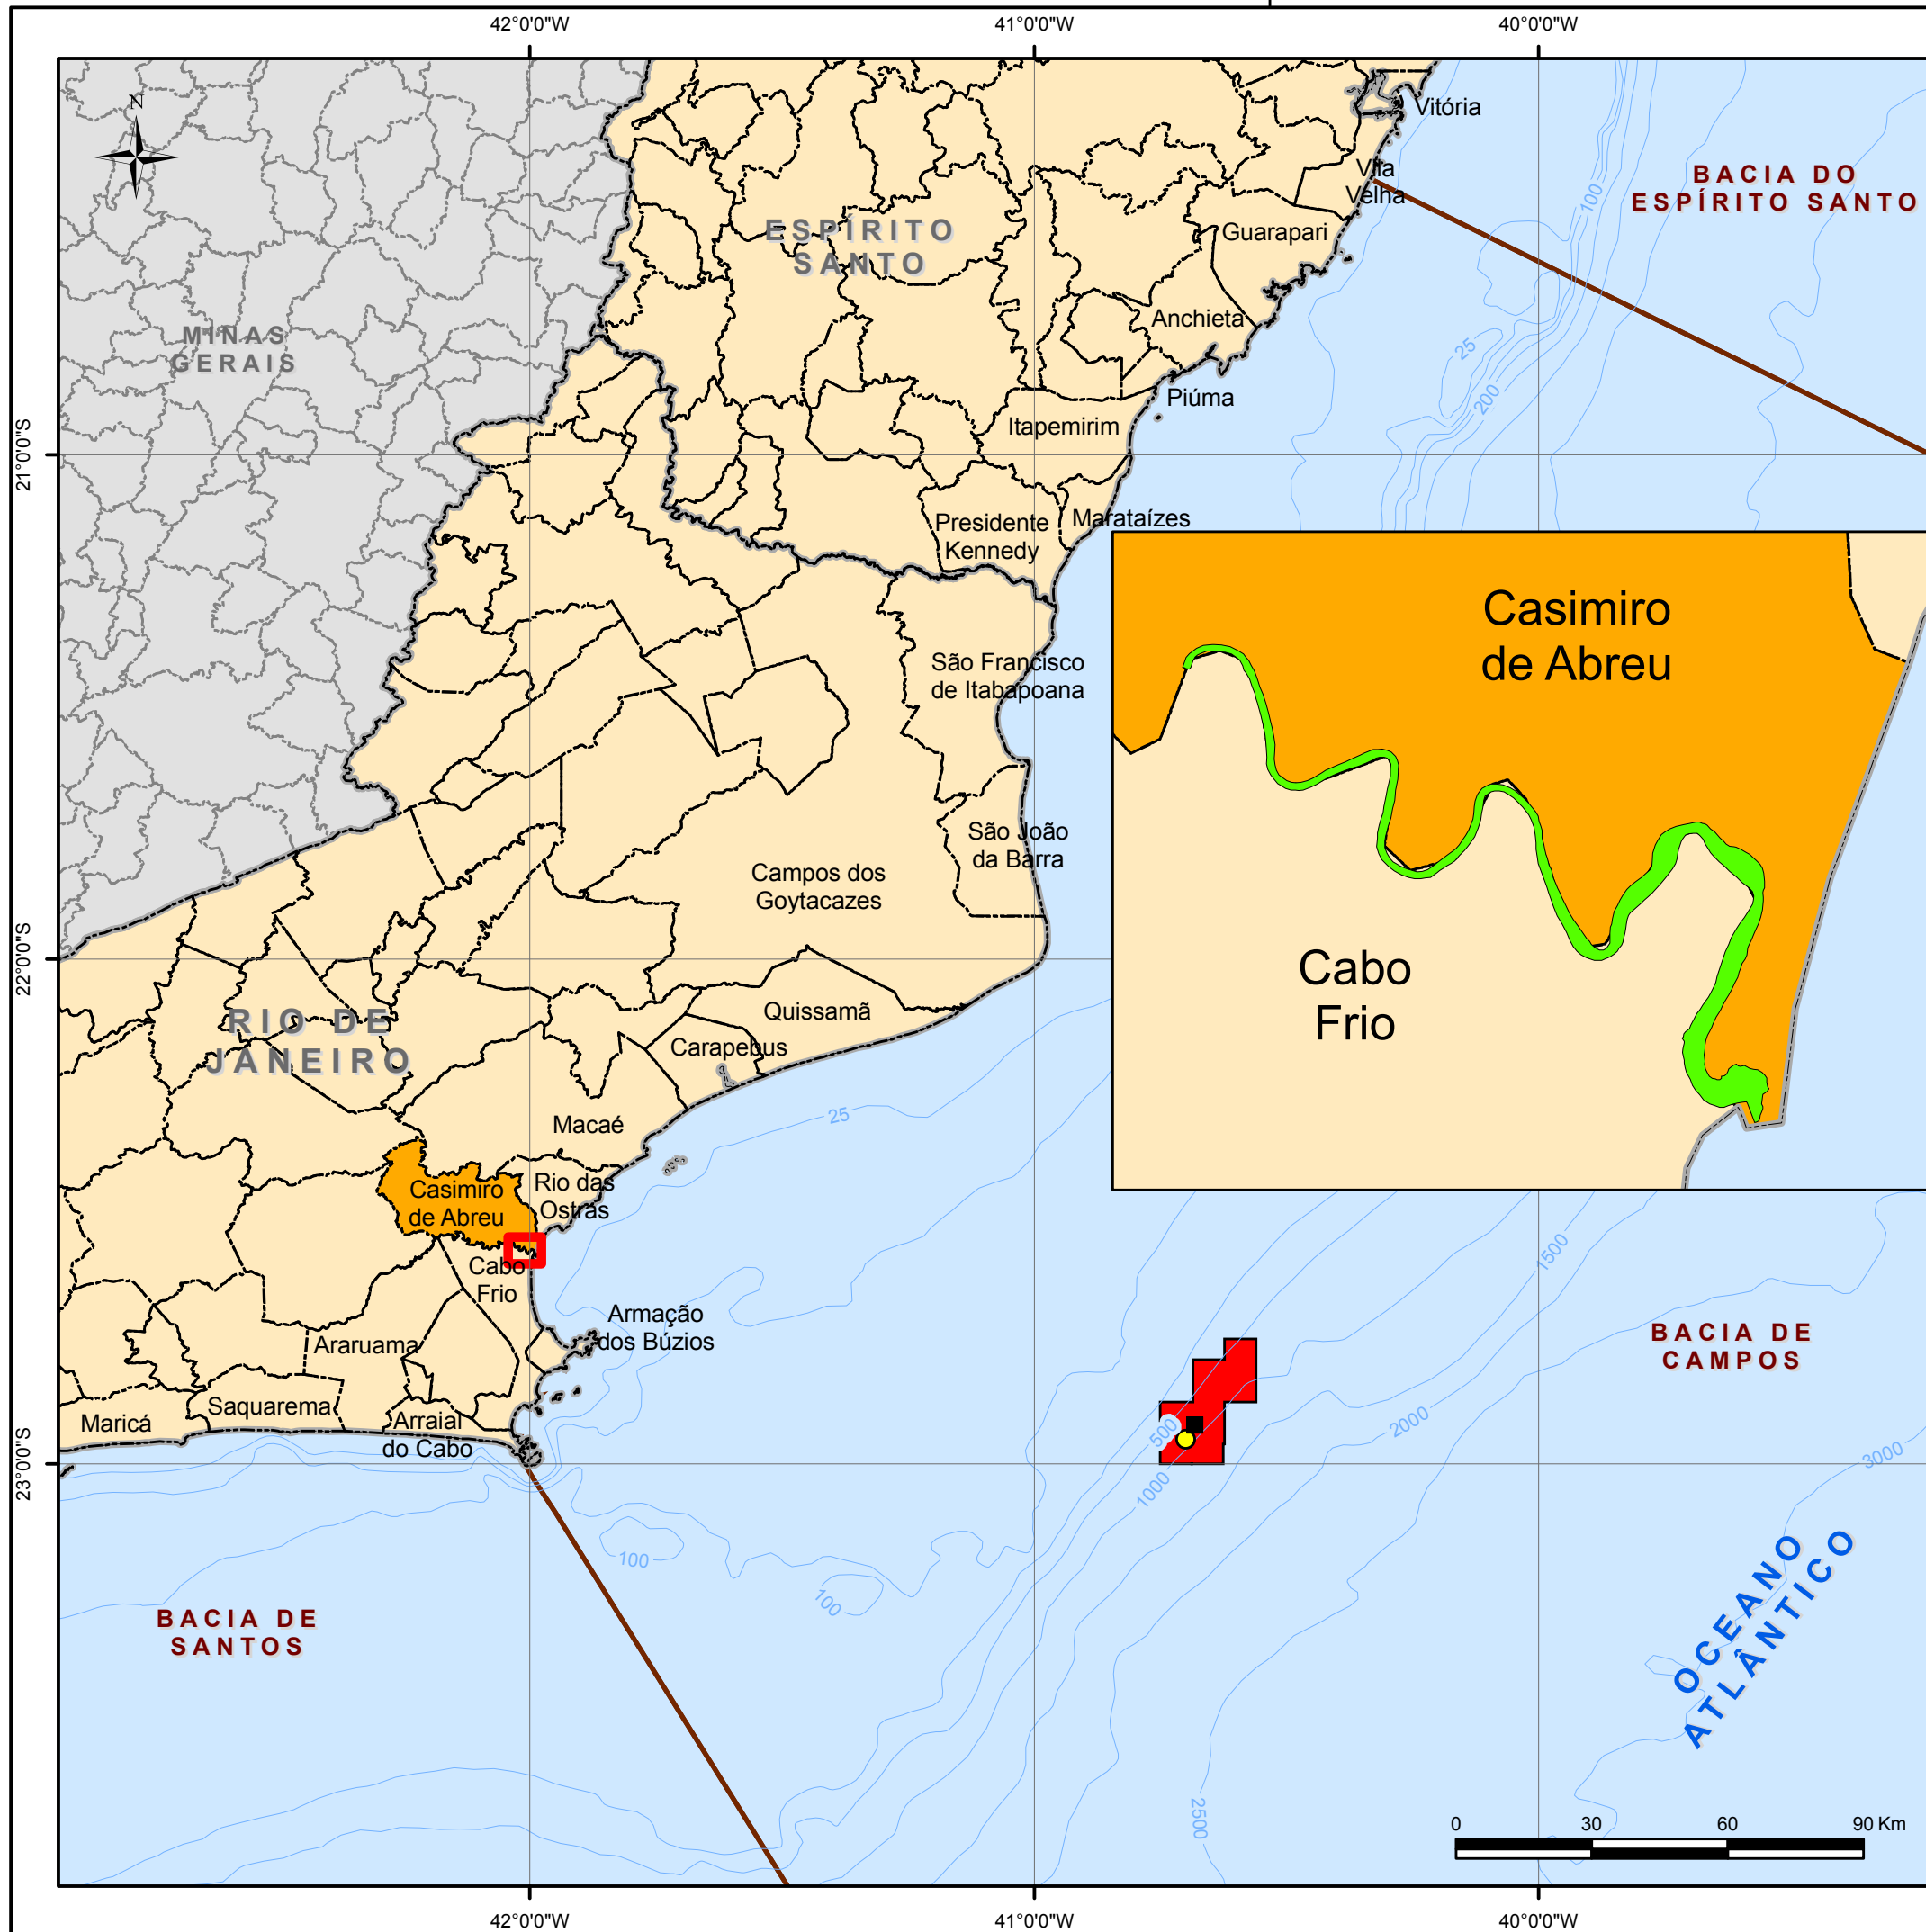 42°0'0"W
41°0'0"W
40°0'0"W
N
Vitória
Vila
Velha
BACIA DO
ESPÍRITO SANTO
100
ESPÍRITO
SANTO
Guarapari
MINAS
GERAIS
Anchieta
25
200
Piúma
Itapemirim
21°0'0"S
Presidente
Kennedy
Marataízes
Casimiro
de Abreu
São Francisco
de Itabapoana
São João
da Barra
Campos dos
Goytacazes
Cabo
Frio
22°0'0"S
Quissamã
RIO DE
JANEIRO
Carapebus
25
Macaé
Casimiro
de Abreu
Rio das
Ostras
Cabo
Frio
1500
Armação
dos Búzios
Araruama
BACIA DE
CAMPOS
Saquarema
Maricá
Arraial
do Cabo
500
2000
23°0'0"S
1000
3000
100
100
OCEANO
ATLÂNTICO
BACIA DE
SANTOS
2500
0 30 60 90 Km
42°0'0"W
41°0'0"W
40°0'0"W